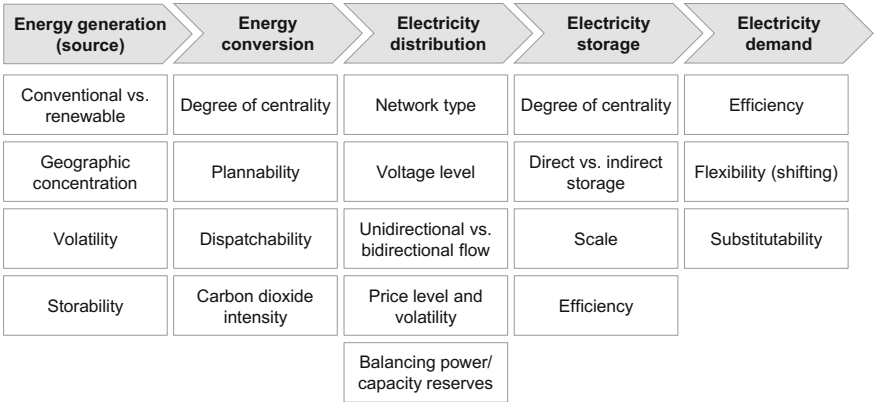 Energy generation
(source)
Energy
conversion
Electricity
distribution
Electricity
storage
Electricity
demand
Conventional vs.
renewable
Degree of centrality
Network type
Degree of centrality
Efficiency
Geographic
concentration
Plannability
Voltage level
Direct vs. indirect
storage
Flexibility (shifting)
Volatility
Dispatchability
Unidirectional vs.
bidirectional flow
Scale
Substitutability
Storability
Carbon dioxide
intensity
Price level and
volatility
Efficiency
Balancing power/
capacity reserves